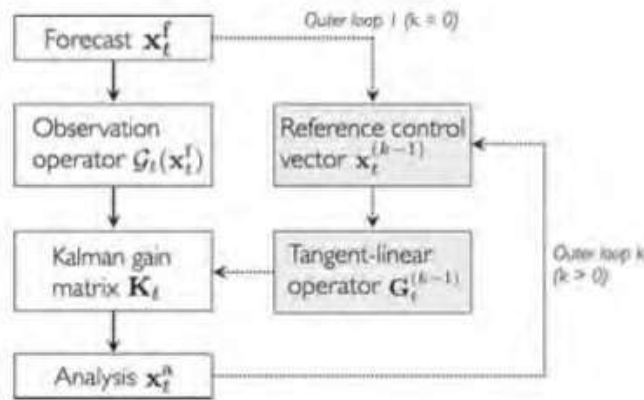 Forecast x_t^f
Outer loop 1 (k = 0)
Observation
operator 𝒢_t(x_t^f)
Reference control
vector x_t^(k−1)
Kalman gain
matrix K_t
Tangent-linear
operator G_t^(k−1)
Outer loop k
(k > 0)
Analysis x_t^a